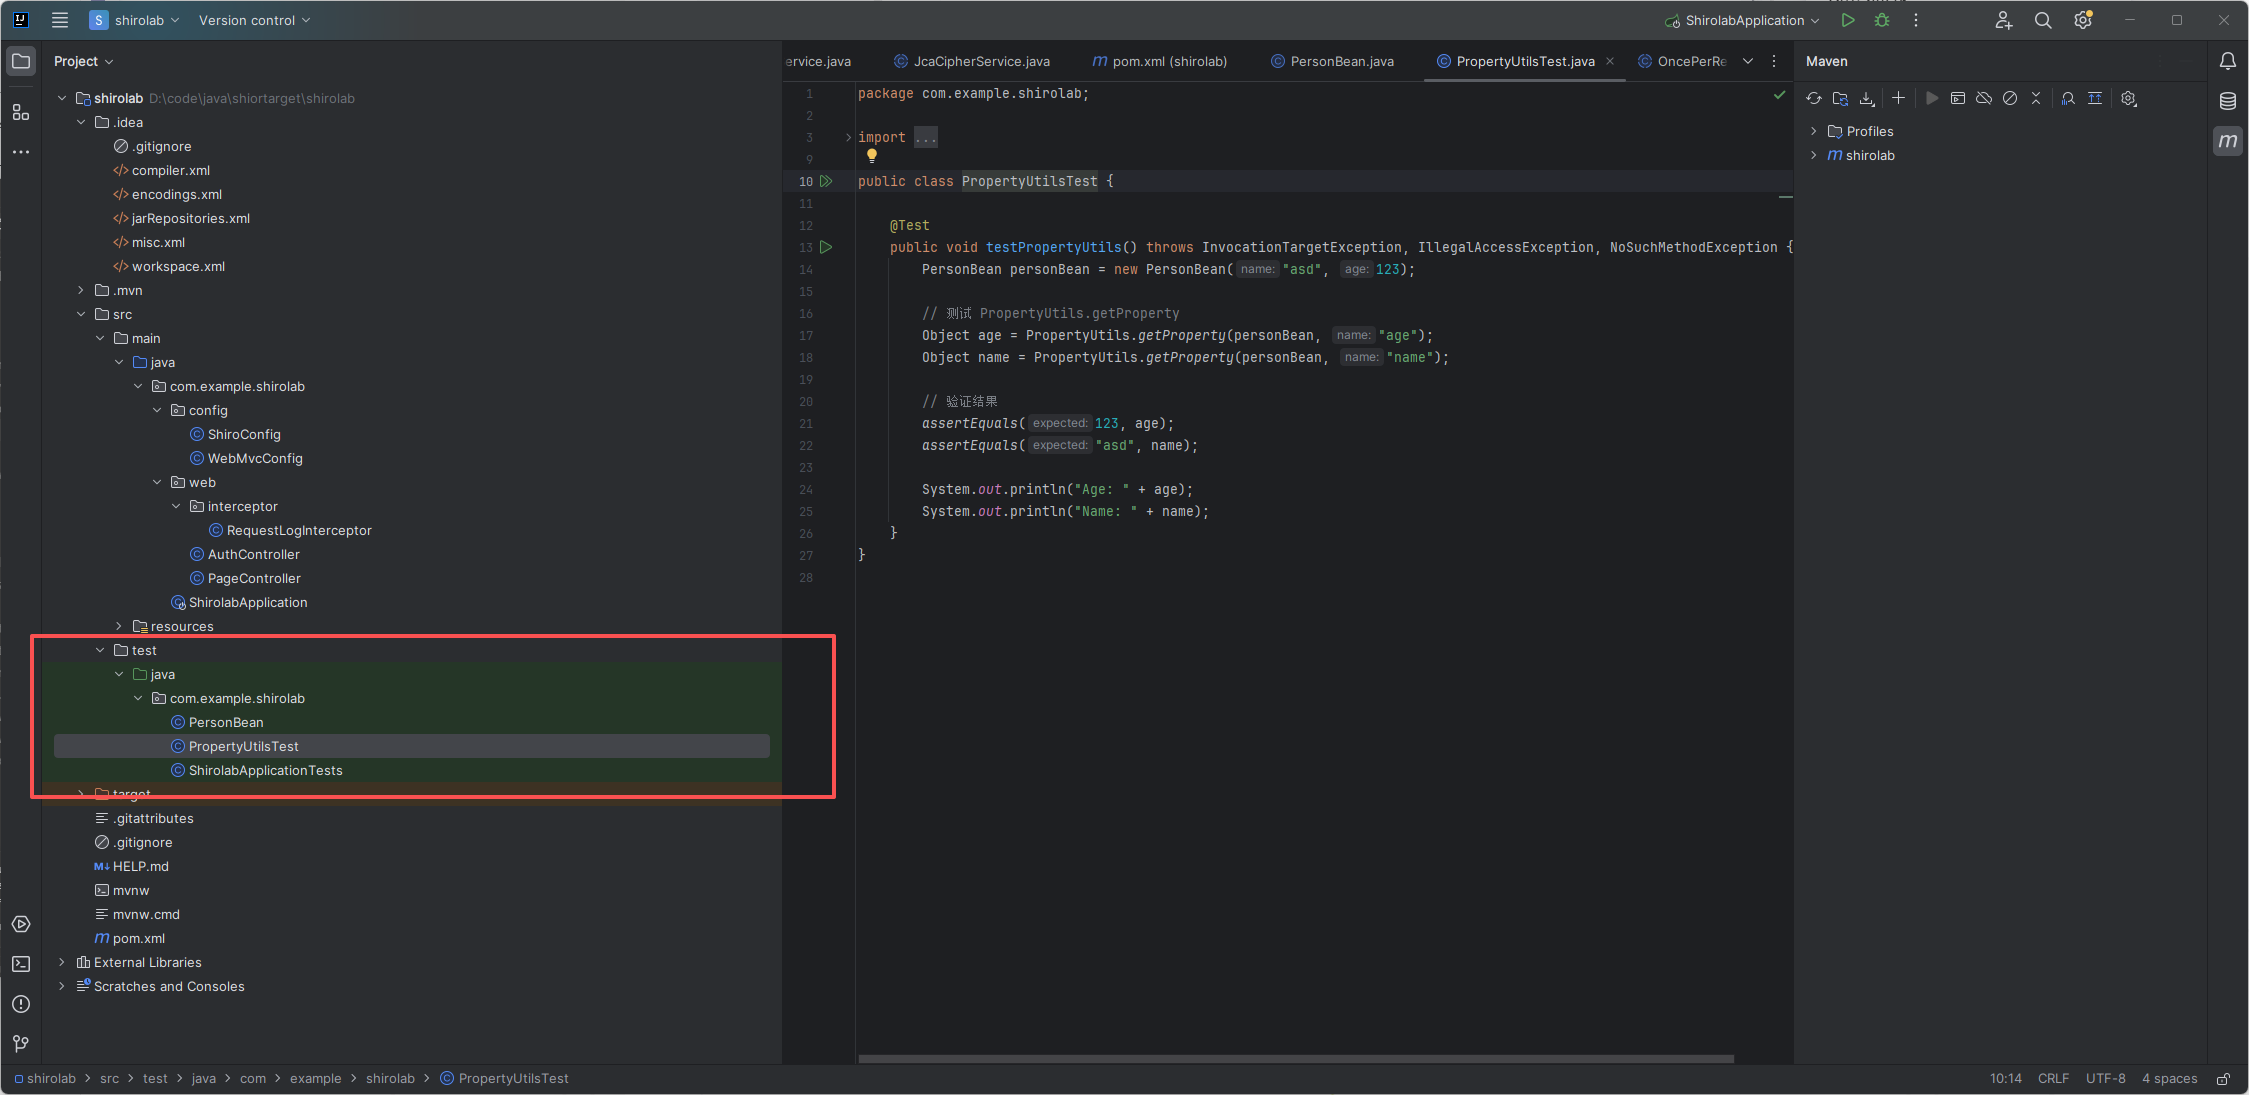 S shirolab Version control ShirolabApplication
Project
ervice.java JcaCipherService.java m pom.xml (shirolab) PersonBean.java PropertyUtilsTest.java OncePerRe
Maven
shirolab D:\code\java\shiortarget\shirolab
.idea
.gitignore
compiler.xml
encodings.xml
jarRepositories.xml
misc.xml
workspace.xml
.mvn
src
main
java
com.example.shirolab
config
ShiroConfig
WebMvcConfig
web
interceptor
RequestLogInterceptor
AuthController
PageController
ShirolabApplication
resources
test
java
com.example.shirolab
PersonBean
PropertyUtilsTest
ShirolabApplicationTests
target
.gitattributes
.gitignore
M↓ HELP.md
mvnw
mvnw.cmd
m pom.xml
External Libraries
Scratches and Consoles
1 package com.example.shirolab;
2
3 import ...
9
10 public class PropertyUtilsTest {
11
12 @Test
13 public void testPropertyUtils() throws InvocationTargetException, IllegalAccessException, NoSuchMethodException {
14 PersonBean personBean = new PersonBean( name: "asd", age: 123);
15
16 // 测试 PropertyUtils.getProperty
17 Object age = PropertyUtils.getProperty(personBean, name: "age");
18 Object name = PropertyUtils.getProperty(personBean, name: "name");
19
20 // 验证结果
21 assertEquals( expected: 123, age);
22 assertEquals( expected: "asd", name);
23
24 System.out.println("Age: " + age);
25 System.out.println("Name: " + name);
26 }
27 }
28
Profiles
m shirolab
m
shirolab > src > test > java > com > example > shirolab > PropertyUtilsTest
10:14 CRLF UTF-8 4 spaces